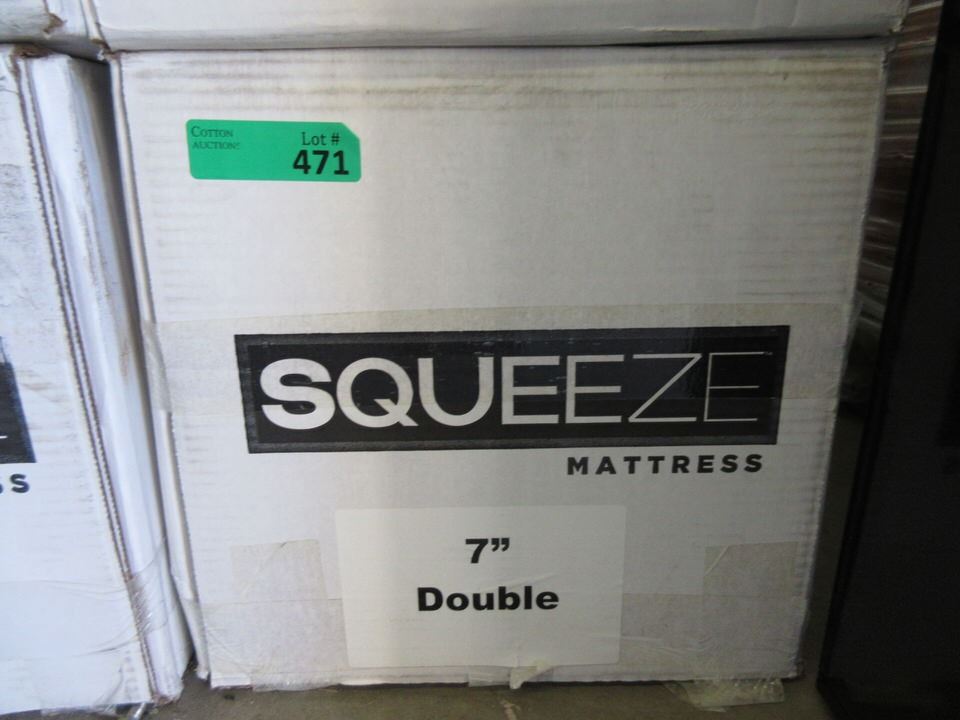 COTTON
AUCTIONS
Lot #
471
SQUEEZE
MATTRESS
7”
Double
SS